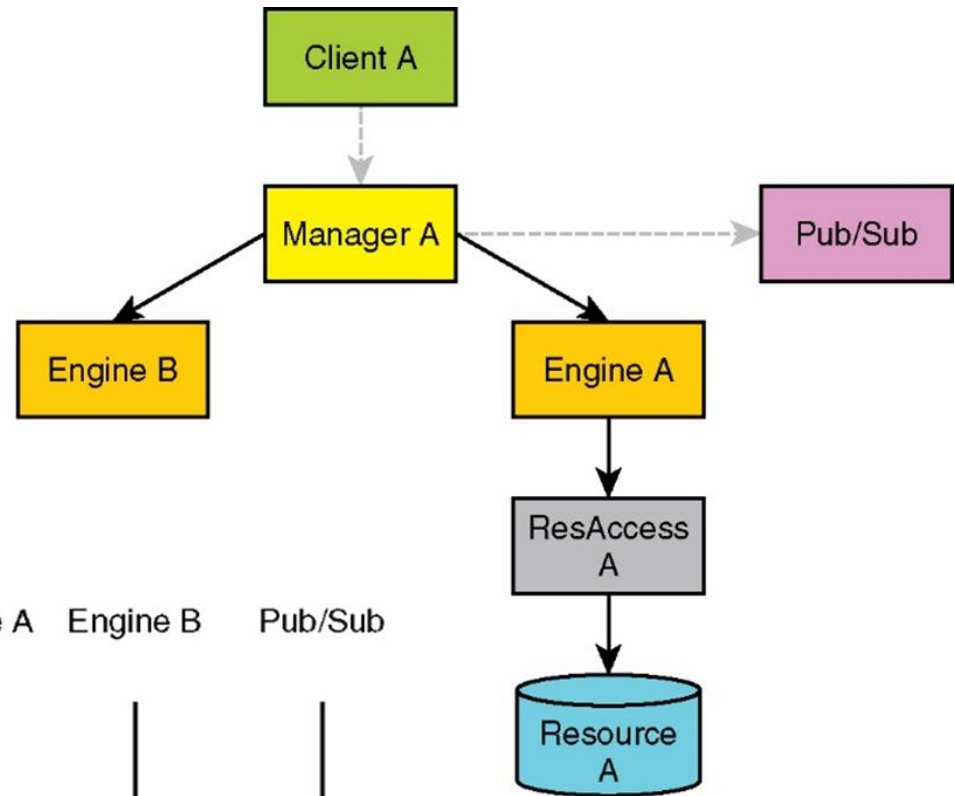 Client A
Manager A
Pub/Sub
Engine B
Engine A
ResAccess
A
A Engine B Pub/Sub
Resource
A